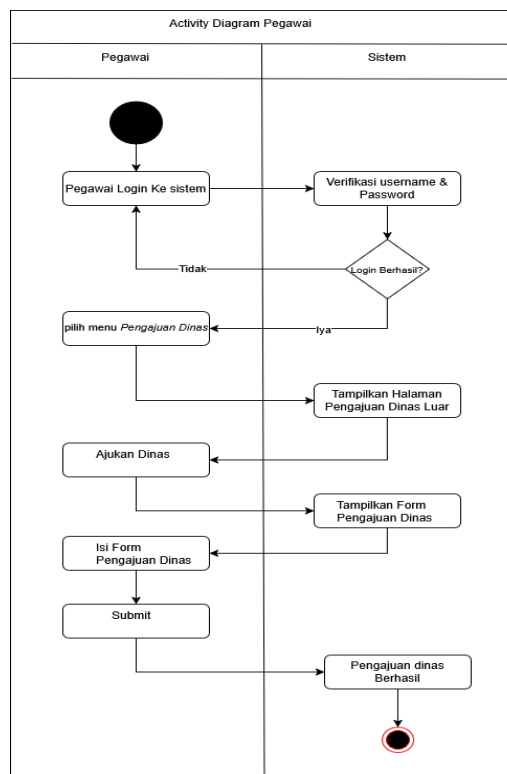 Activity Diagram Pegawai
Pegawai
Sistem
Pegawai Login Ke sistem
Verifikasi username &
Password
Login Berhasil?
Tidak
Iya
pilih menu Pengajuan Dinas
Tampilkan Halaman
Pengajuan Dinas Luar
Ajukan Dinas
Tampilkan Form
Pengajuan Dinas
Isi Form
Pengajuan Dinas
Submit
Pengajuan dinas
Berhasil